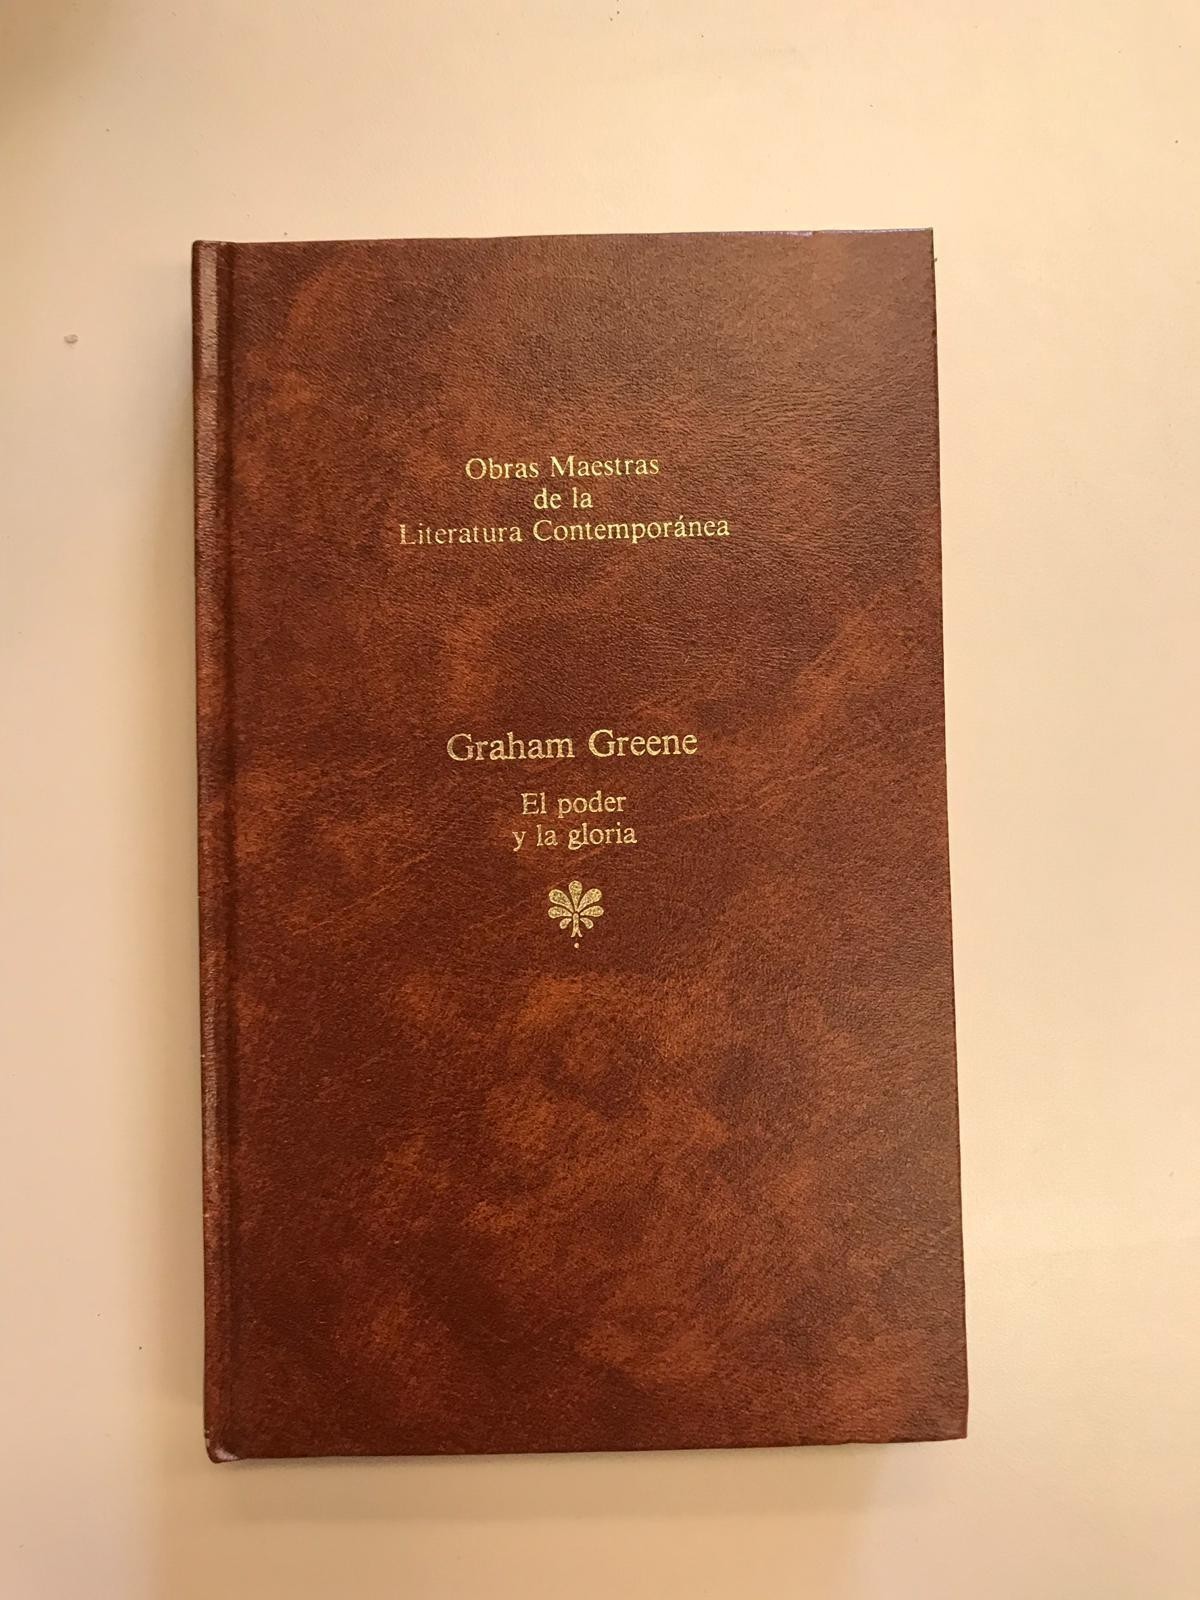 Obras Maestras
de la
Literatura Contemporánea
Graham Greene
El poder
y la gloria